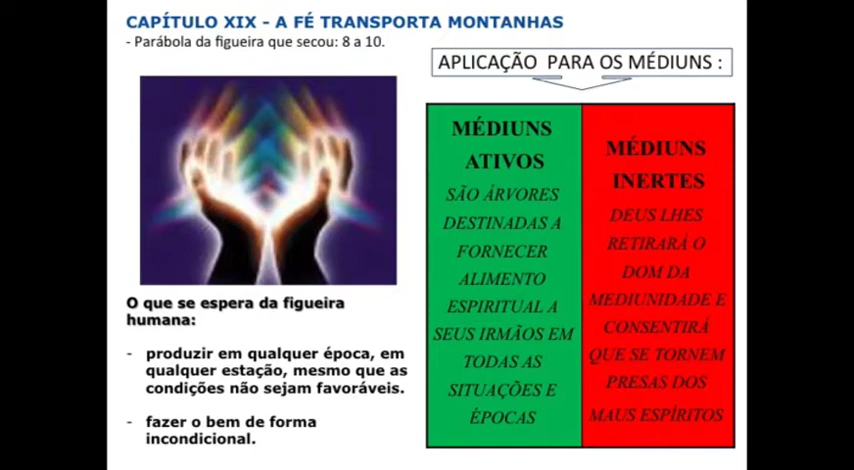 CAPÍTULO XIX - A FÉ TRANSPORTA MONTANHAS
- Parábola da figueira que secou: 8 a 10.
O que se espera da figueira
humana:
- produzir em qualquer época, em
qualquer estação, mesmo que as
condições não sejam favoráveis.
- fazer o bem de forma
incondicional.
APLICAÇÃO PARA OS MÉDIUNS :
MÉDIUNS
ATIVOS
SÃO ÁRVORES
DESTINADAS A
FORNECER
ALIMENTO
ESPIRITUAL A
SEUS IRMÃOS EM
TODAS AS
SITUAÇÕES E
ÉPOCAS
MÉDIUNS
INERTES
DEUS LHES
RETIRARÁ O
DOM DA
MEDIUNIDADE E
CONSENTIRÁ
QUE SE TORNEM
PRESAS DOS
MAUS ESPÍRITOS